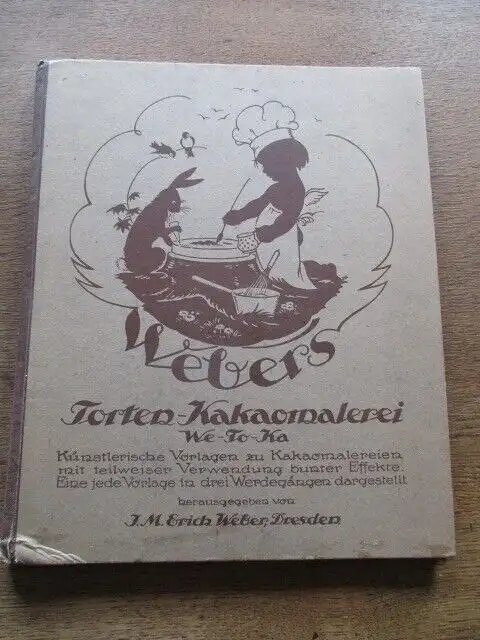 Webers
Torten-Kakaomalerei
We-To-Ka
Künstlerische Vorlagen zu Kakaomalereien
mit teilweiser Verwendung bunter Effekte.
Eine jede Vorlage in drei Werdegängen dargestellt
herausgegeben von
J.M. Erich Weber, Dresden